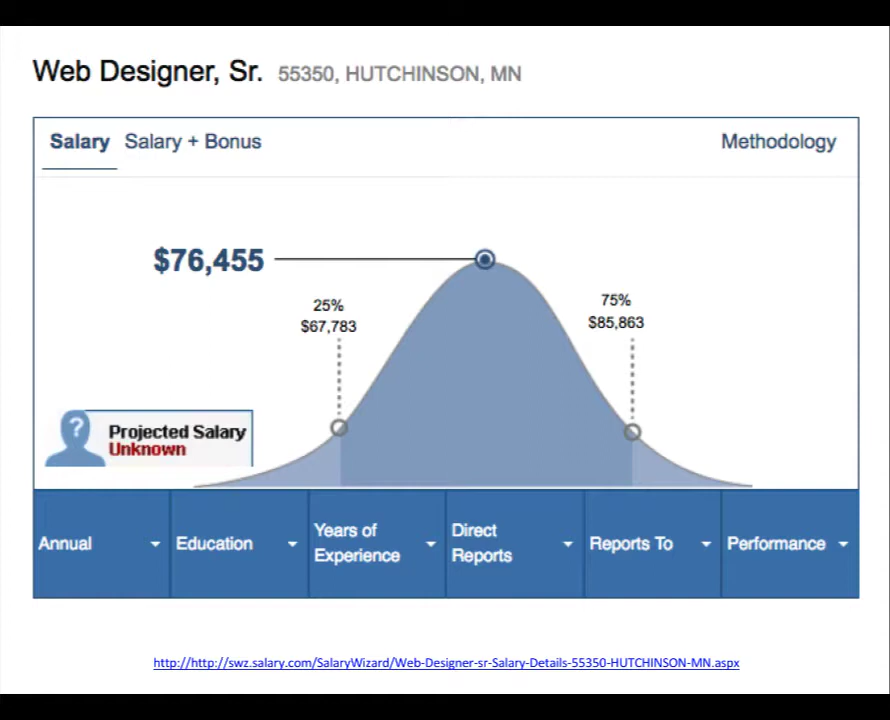 Web Designer, Sr. 55350, HUTCHINSON, MN
Salary Salary + Bonus Methodology
$76,455
25%
$67,783
75%
$85,863
?
Projected Salary
Unknown
Annual
Education
Years of
Experience
Direct
Reports
Reports To
Performance
http://http://swz.salary.com/SalaryWizard/Web-Designer-sr-Salary-Details-55350-HUTCHINSON-MN.aspx